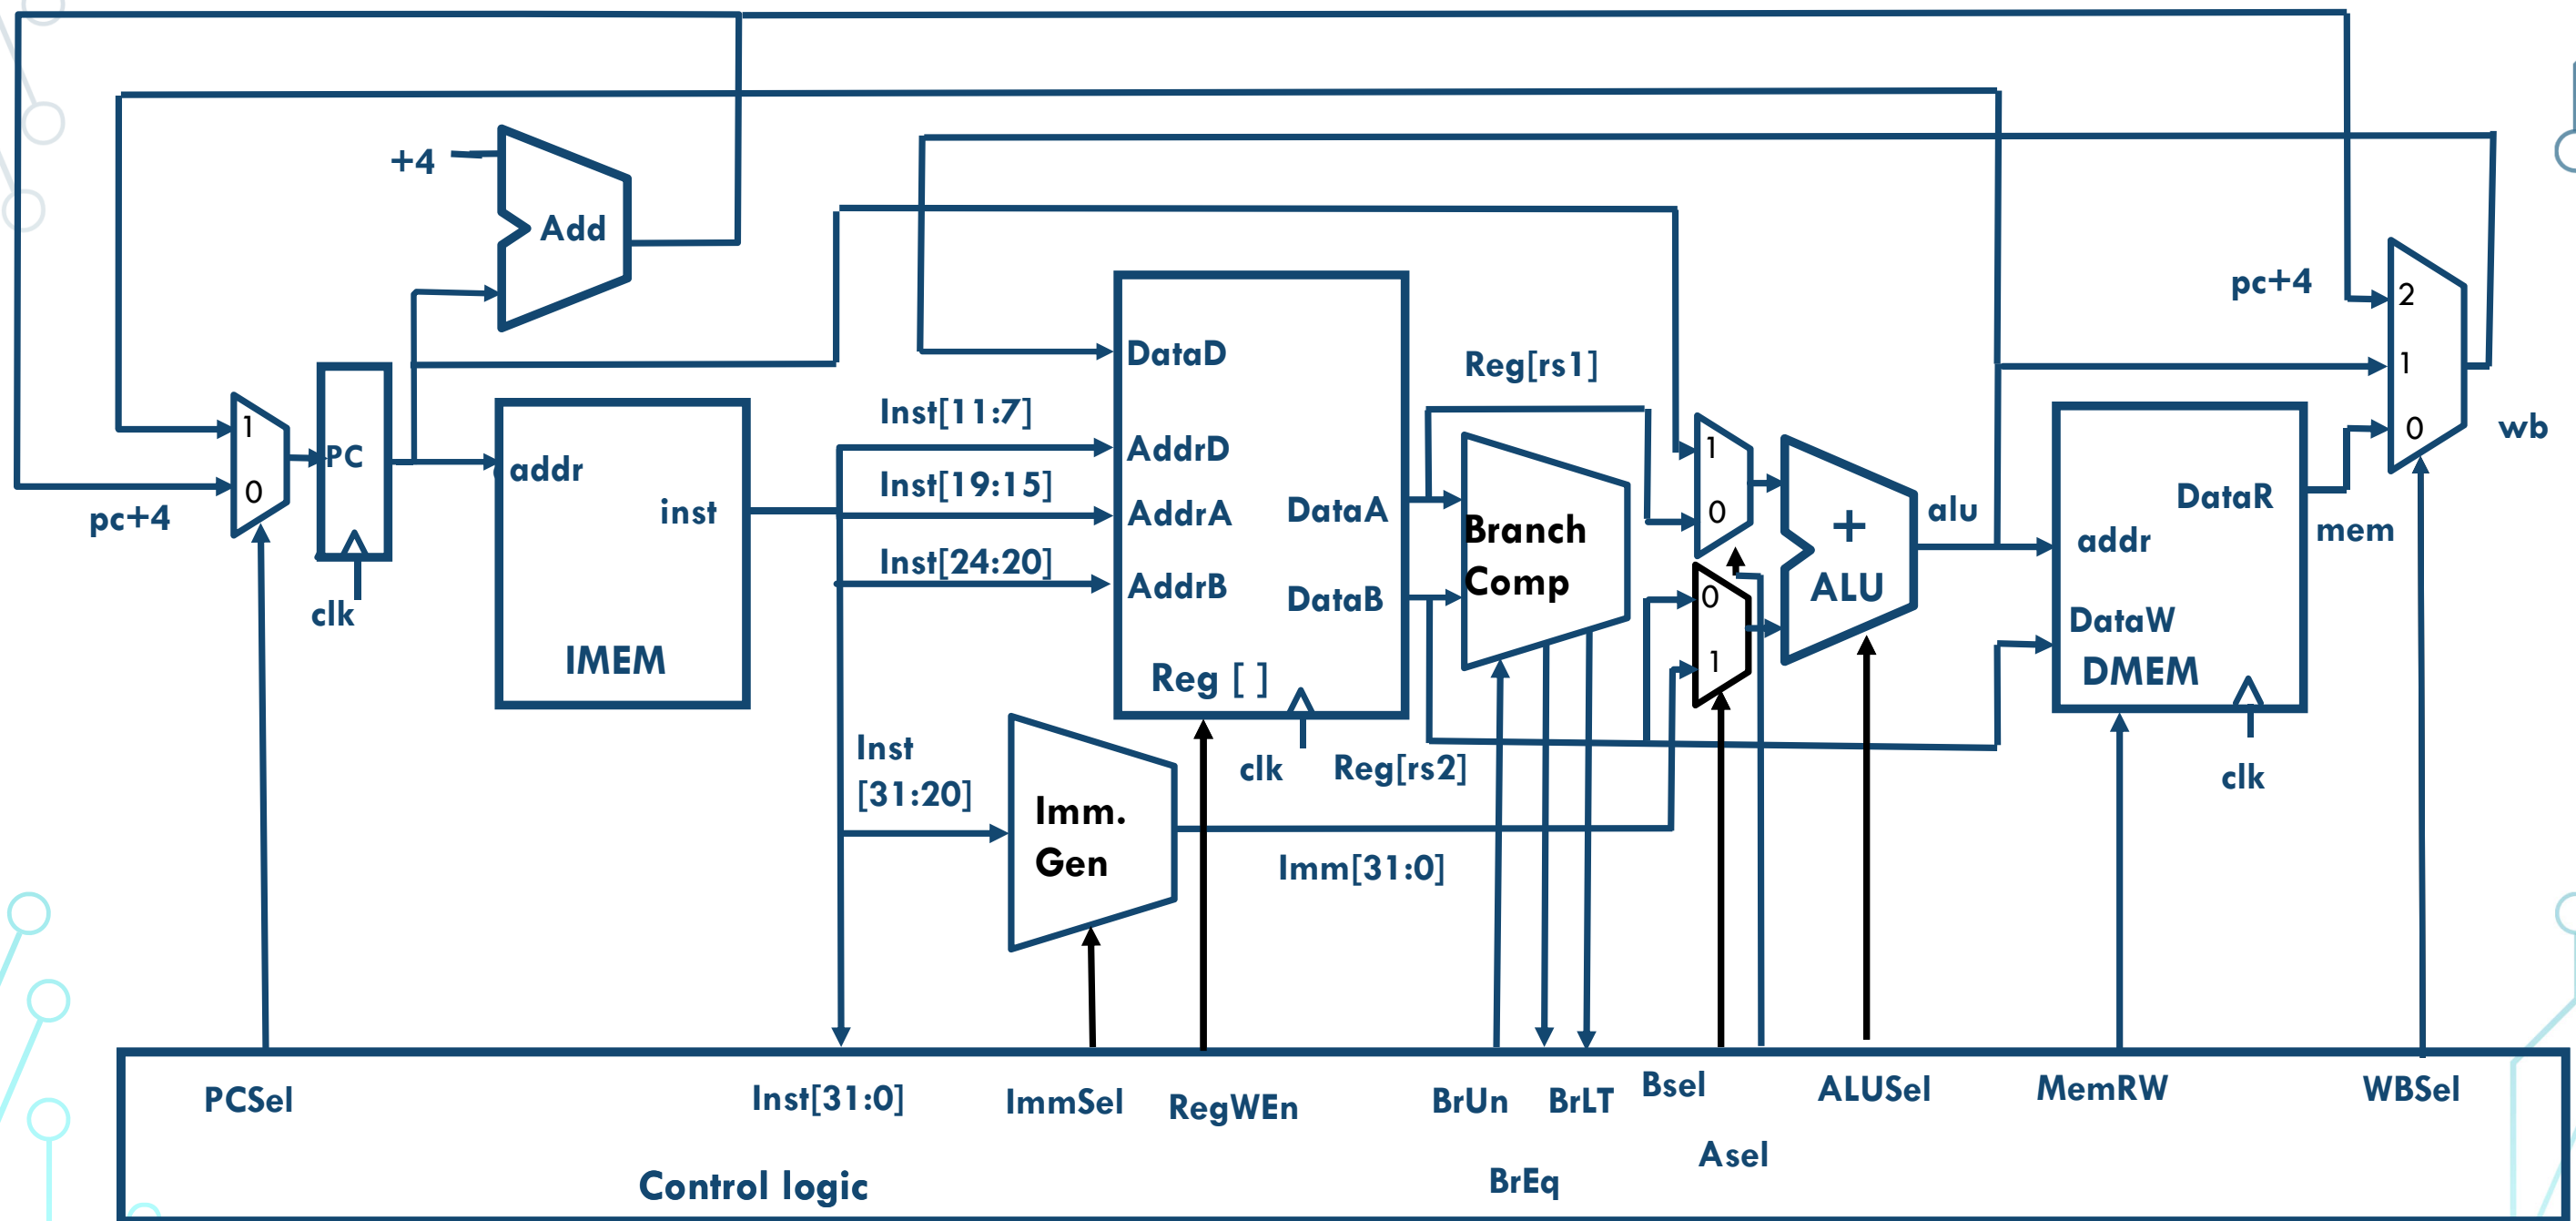 +4
Add
pc+4
2
DataD
Reg[rs1]
1
Inst[11:7]
1
PC
addr
AddrD
1
0
wb
Inst[19:15]
0
pc+4
inst
AddrA
DataA
Branch
Comp
0
+
ALU
alu
DataR
addr
mem
Inst[24:20]
AddrB
DataB
0
1
clk
IMEM
Reg [ ]
DataW
DMEM
Inst
[31:20]
clk
Reg[rs2]
clk
Imm.
Gen
Imm[31:0]
PCSel
Inst[31:0]
ImmSel
RegWEn
BrUn
BrLT
Bsel
ALUSel
MemRW
WBSel
Asel
Control logic
BrEq